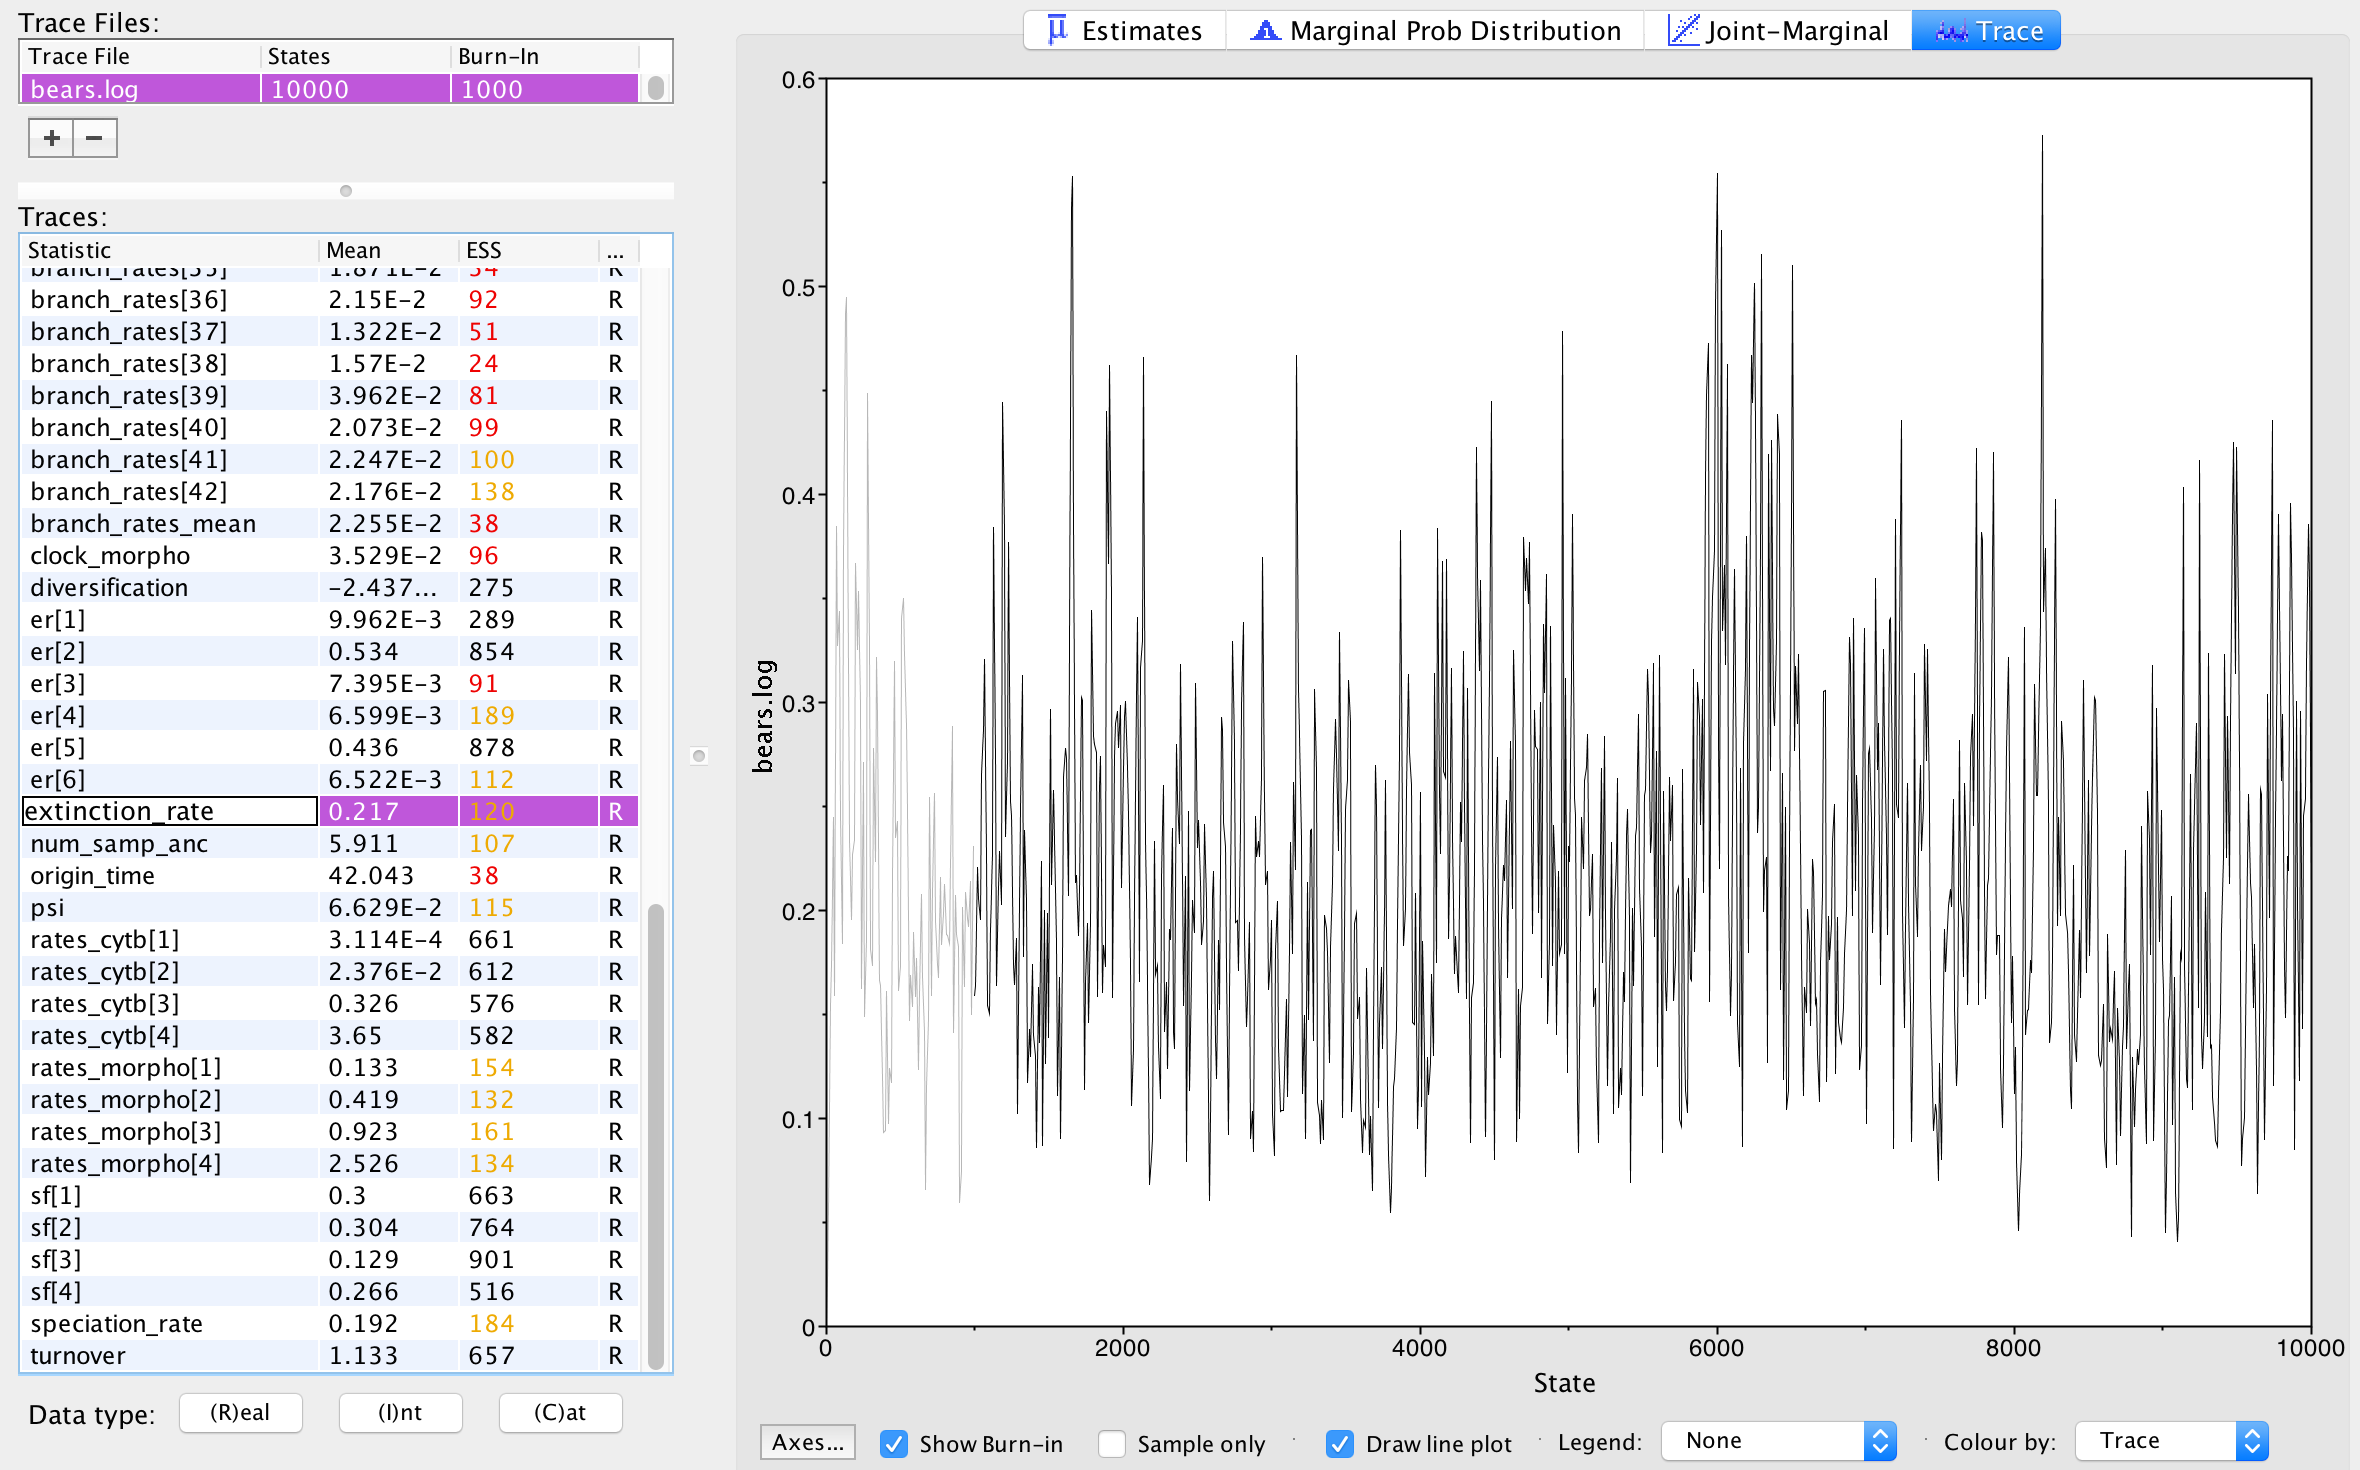 Trace Files:
Trace File States Burn-In
bears.log 10000 1000
+ −
Traces:
Statistic Mean ESS ...
branch_rates[35] 1.871E-2 54 R
branch_rates[36] 2.15E-2 92 R
branch_rates[37] 1.322E-2 51 R
branch_rates[38] 1.57E-2 24 R
branch_rates[39] 3.962E-2 81 R
branch_rates[40] 2.073E-2 99 R
branch_rates[41] 2.247E-2 100 R
branch_rates[42] 2.176E-2 138 R
branch_rates_mean 2.255E-2 38 R
clock_morpho 3.529E-2 96 R
diversification −2.437... 275 R
er[1] 9.962E-3 289 R
er[2] 0.534 854 R
er[3] 7.395E-3 91 R
er[4] 6.599E-3 189 R
er[5] 0.436 878 R
er[6] 6.522E-3 112 R
extinction_rate 0.217 120 R
num_samp_anc 5.911 107 R
origin_time 42.043 38 R
psi 6.629E-2 115 R
rates_cytb[1] 3.114E-4 661 R
rates_cytb[2] 2.376E-2 612 R
rates_cytb[3] 0.326 576 R
rates_cytb[4] 3.65 582 R
rates_morpho[1] 0.133 154 R
rates_morpho[2] 0.419 132 R
rates_morpho[3] 0.923 161 R
rates_morpho[4] 2.526 134 R
sf[1] 0.3 663 R
sf[2] 0.304 764 R
sf[3] 0.129 901 R
sf[4] 0.266 516 R
speciation_rate 0.192 184 R
turnover 1.133 657 R
Data type: (R)eal (I)nt (C)at
Estimates Marginal Prob Distribution Joint-Marginal Trace
0.6
0.5
0.4
0.3
0.2
0.1
0
bears.log
0 2000 4000 6000 8000 10000
State
Axes... Show Burn-in Sample only Draw line plot Legend: None Colour by: Trace